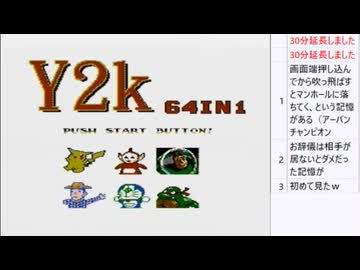 Y2k 64IN1
PUSH START BUTTON!
30分延長しました
30分延長しました
1
画面端押し込ん
でから吹っ飛ばす
とマンホールに落
ちてく、という記憶
がある（アーバン
チャンピオン
2
お辞儀は相手が
居ないとダメだっ
た記憶が
3
初めて見たｗ